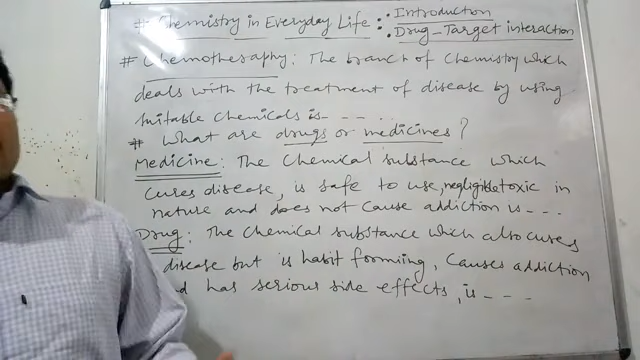 # Chemistry in Everyday Life : • Introduction
• Drug-Target interaction
# Chemotherapy : The branch of Chemistry which
deals with the treatment of disease by using
suitable chemicals is - - - -
* What are drugs or medicines?
Medicine : The Chemical substance which
cures disease, is safe to use, negligible toxic in
nature and does not cause addiction is - - -
Drug : The Chemical substance which also cures
disease but is habit forming, Causes addiction
has serious side effects, is - - -